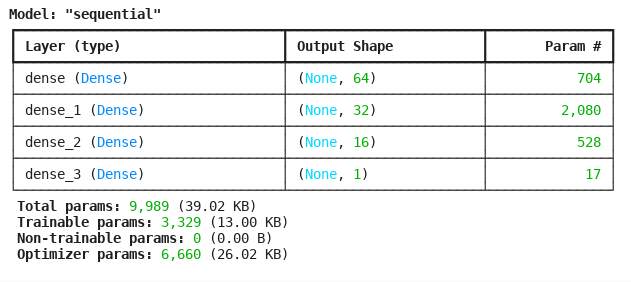 Model: "sequential"
Layer (type) Output Shape Param #
dense (Dense) (None, 64) 704
dense_1 (Dense) (None, 32) 2,080
dense_2 (Dense) (None, 16) 528
dense_3 (Dense) (None, 1) 17
Total params: 9,989 (39.02 KB)
Trainable params: 3,329 (13.00 KB)
Non-trainable params: 0 (0.00 B)
Optimizer params: 6,660 (26.02 KB)